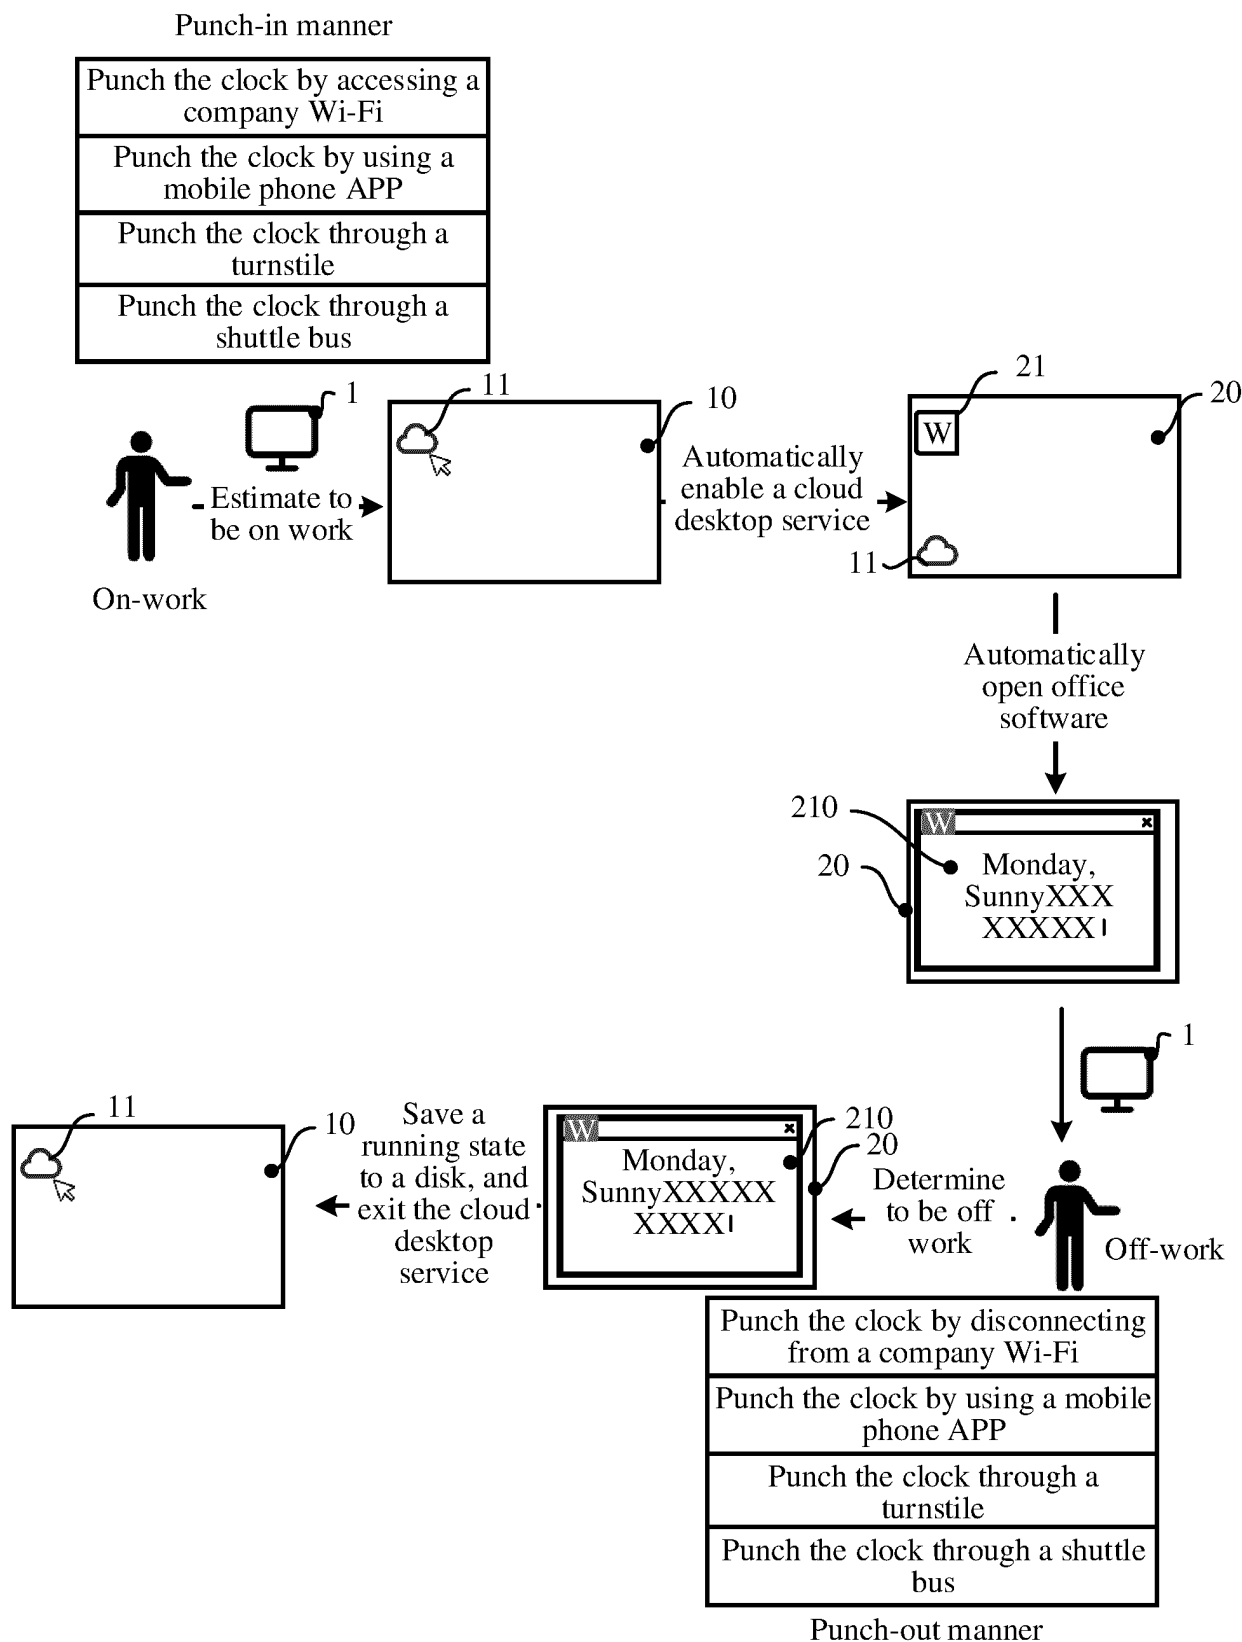 Punch-in manner
Punch the clock by accessing a
company Wi-Fi
Punch the clock by using a
mobile phone APP
Punch the clock through a
turnstile
Punch the clock through a
shuttle bus
1
11
10
21
20
W
Automatically
enable a cloud
desktop service
Estimate to
be on work
11
On-work
Automatically
open office
software
210
20
W ×
Monday,
SunnyXXX
XXXXX
1
11
10
Save a
running state
to a disk, and
exit the cloud
desktop
service
W ×
Monday,
SunnyXXXXX
XXXX
210
20
Determine
to be off
work
Off-work
Punch the clock by disconnecting
from a company Wi-Fi
Punch the clock by using a mobile
phone APP
Punch the clock through a
turnstile
Punch the clock through a shuttle
bus
Punch-out manner